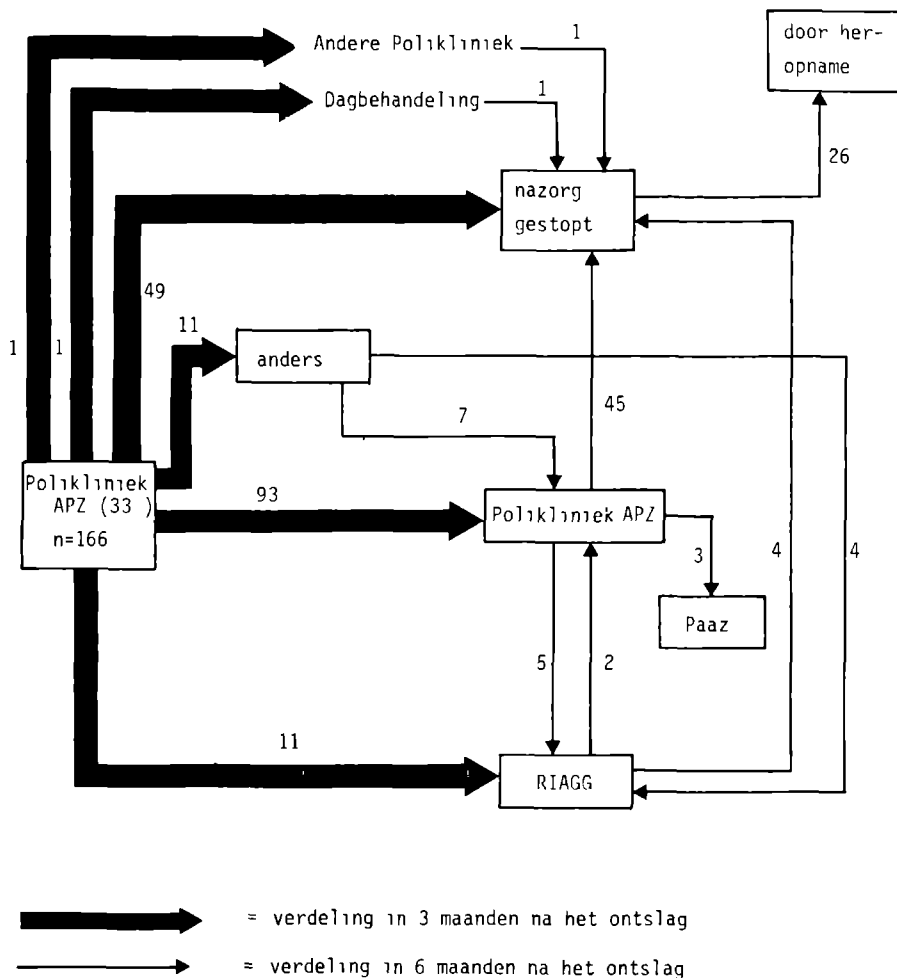 Andere Polikliniek
1
door her-
opname
Dagbehandeling
1
26
nazorg
gestopt
49
11
1
1
anders
7
45
Polikliniek
APZ (33 )
n=166
93
Polikliniek APZ
3
4
4
Paaz
5
2
11
RIAGG
= verdeling in 3 maanden na het ontslag
= verdeling in 6 maanden na het ontslag